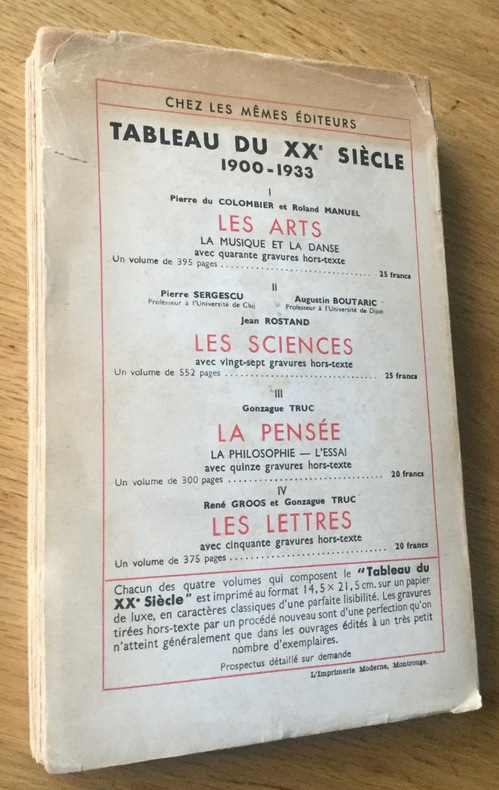 CHEZ LES MÊMES ÉDITEURS
TABLEAU DU XXᵉ SIÈCLE
1900-1933
I
Pierre du COLOMBIER et Roland MANUEL
LES ARTS
LA MUSIQUE ET LA DANSE
avec quarante gravures hors-texte
Un volume de 395 pages ........................................ 25 francs
II
Pierre SERGESCU Augustin BOUTARIC
Professeur à l'Université de Cluj Professeur à l'Université de Dijon
Jean ROSTAND
LES SCIENCES
avec vingt-sept gravures hors-texte
Un volume de 552 pages ........................................ 25 francs
III
Gonzague TRUC
LA PENSÉE
LA PHILOSOPHIE — L'ESSAI
avec quinze gravures hors-texte
Un volume de 300 pages ........................................ 20 francs
IV
René GROOS et Gonzague TRUC
LES LETTRES
avec cinquante gravures hors-texte
Un volume de 375 pages ........................................ 20 francs
Chacun des quatre volumes qui composent le "Tableau du
XXᵉ Siècle" est imprimé au format 14,5 × 21,5 cm. sur un papier
de luxe, en caractères classiques d'une parfaite lisibilité. Les gravures
tirées hors-texte par un procédé nouveau sont d'une perfection qu'on
n'atteint généralement que dans les ouvrages édités à un très petit
nombre d'exemplaires.
Prospectus détaillé sur demande
L'Imprimerie Moderne, Montrouge.